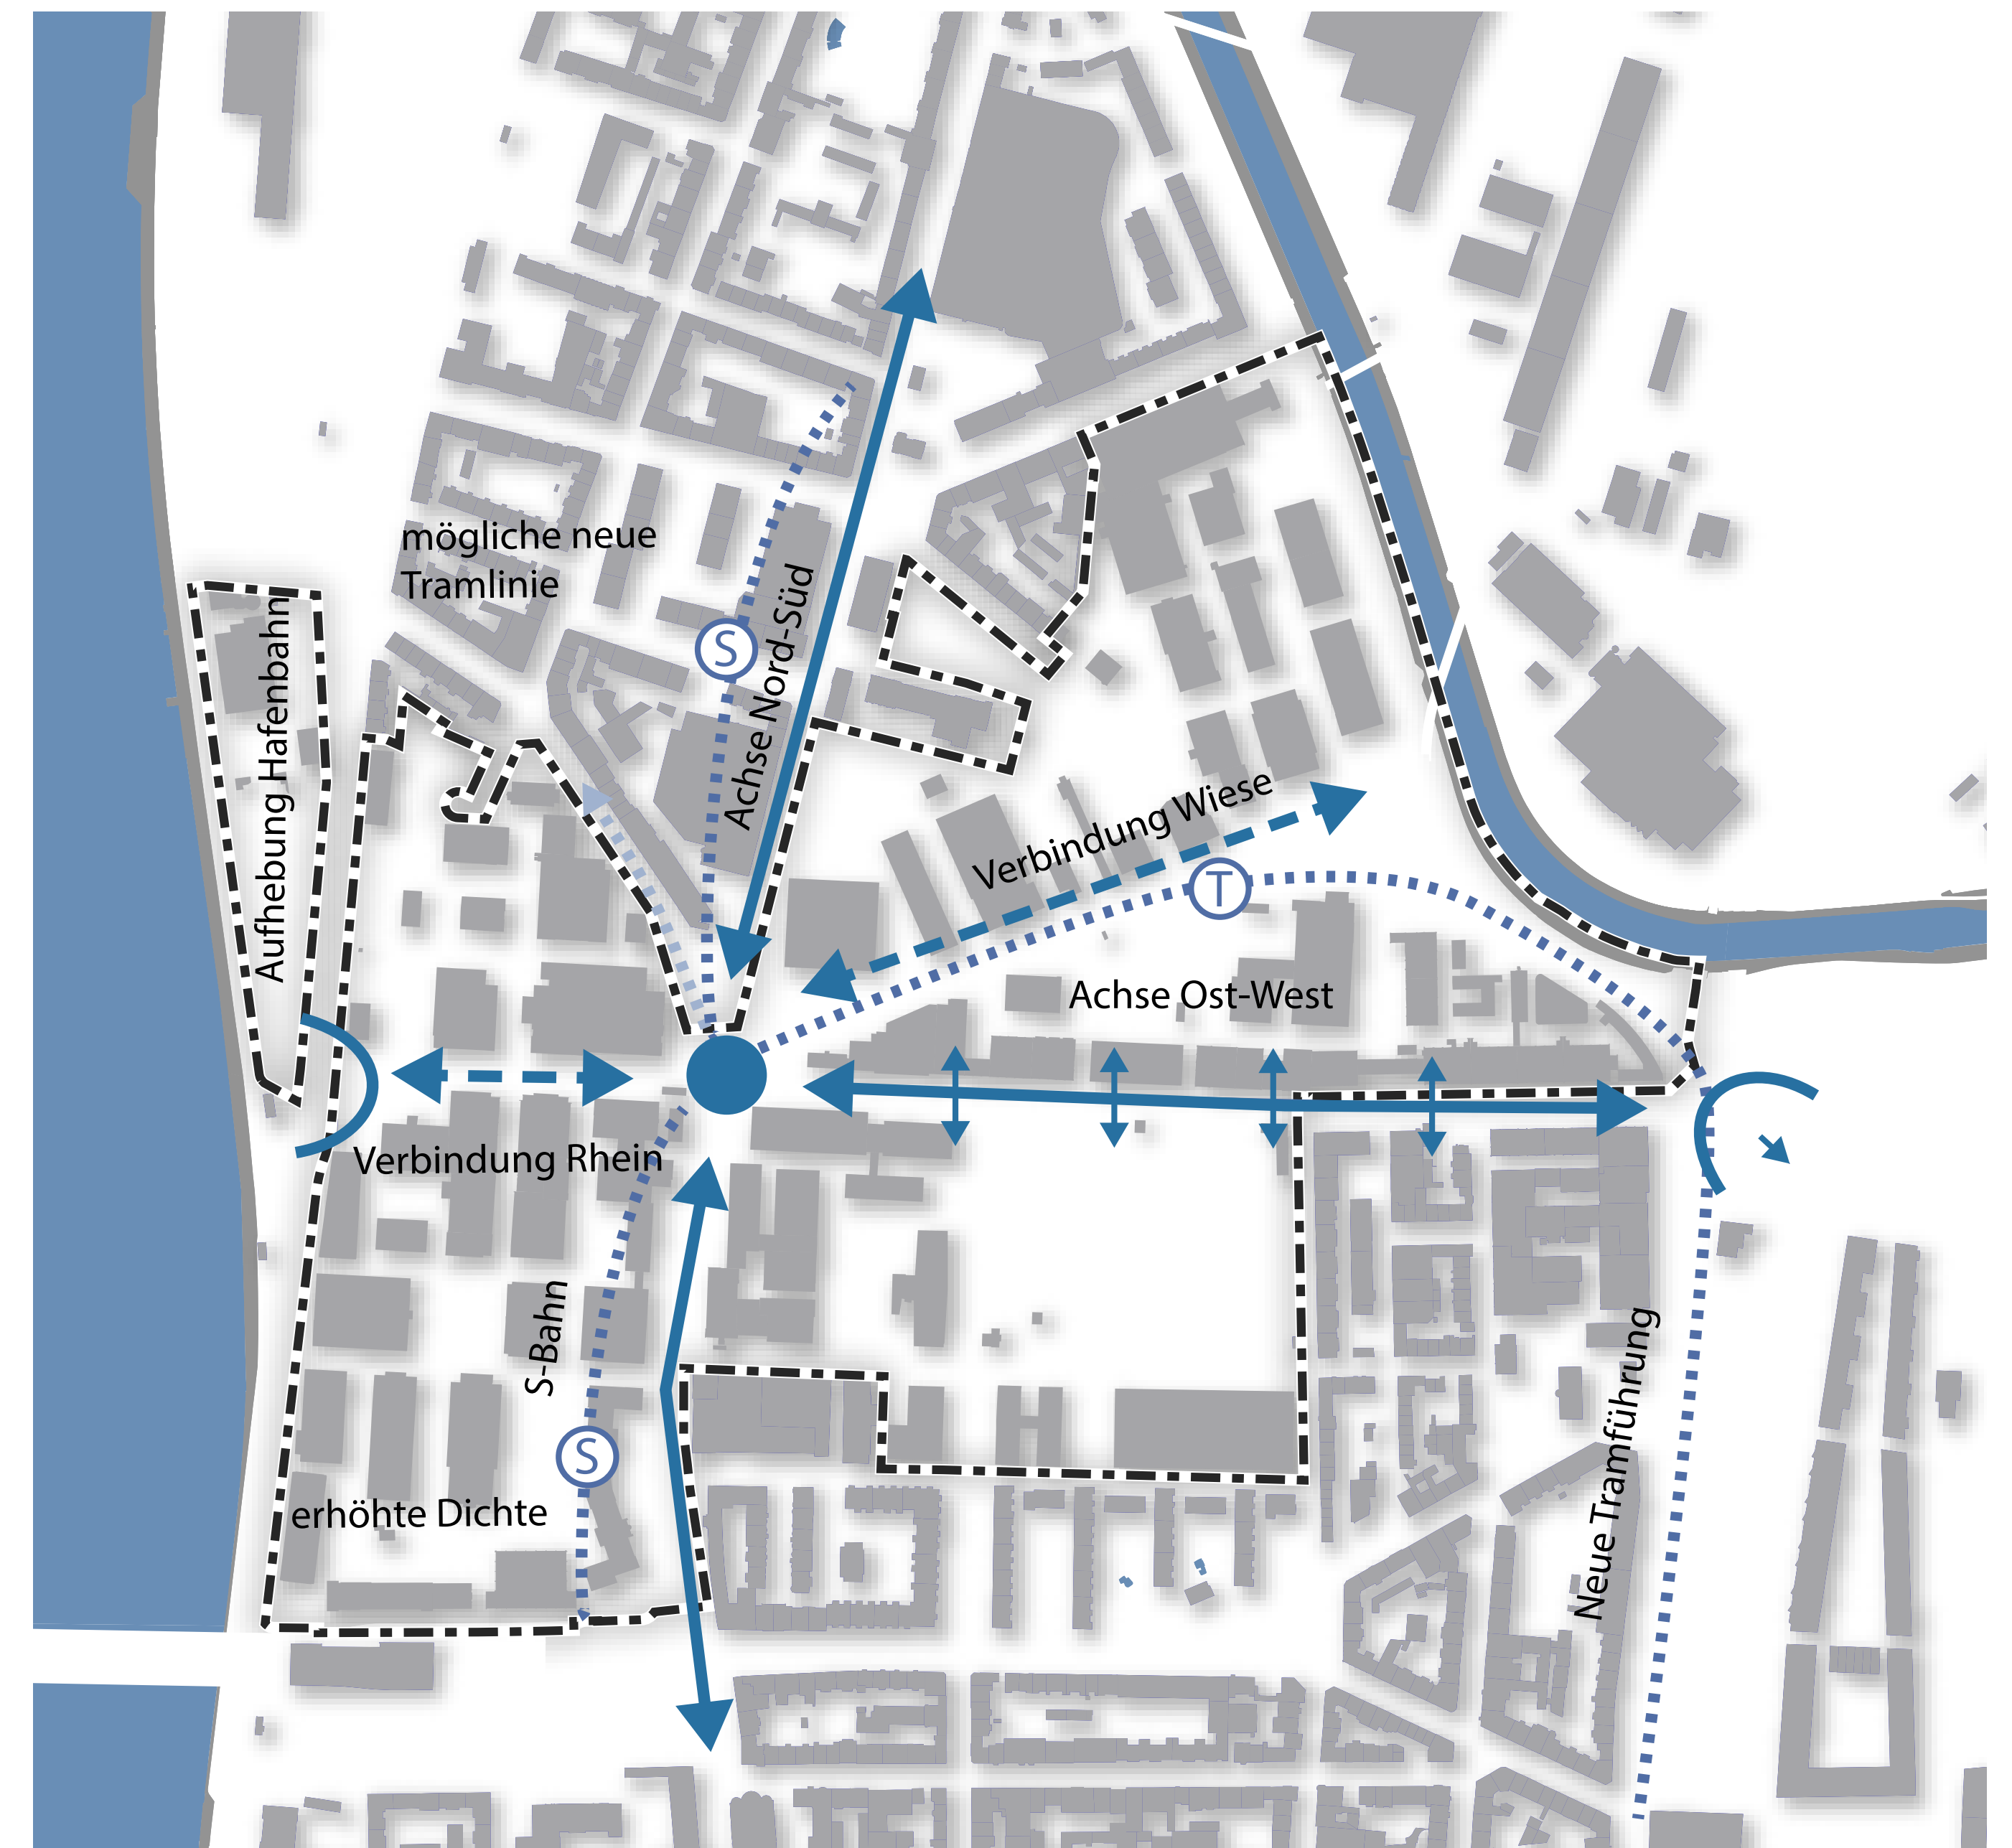 mögliche neue
Tramlinie
S
Achse Nord-Süd
Aufhebung Hafenbahn
Verbindung Wiese
T
Achse Ost-West
Verbindung Rhein
S-Bahn
S
erhöhte Dichte
Neue Tramführung